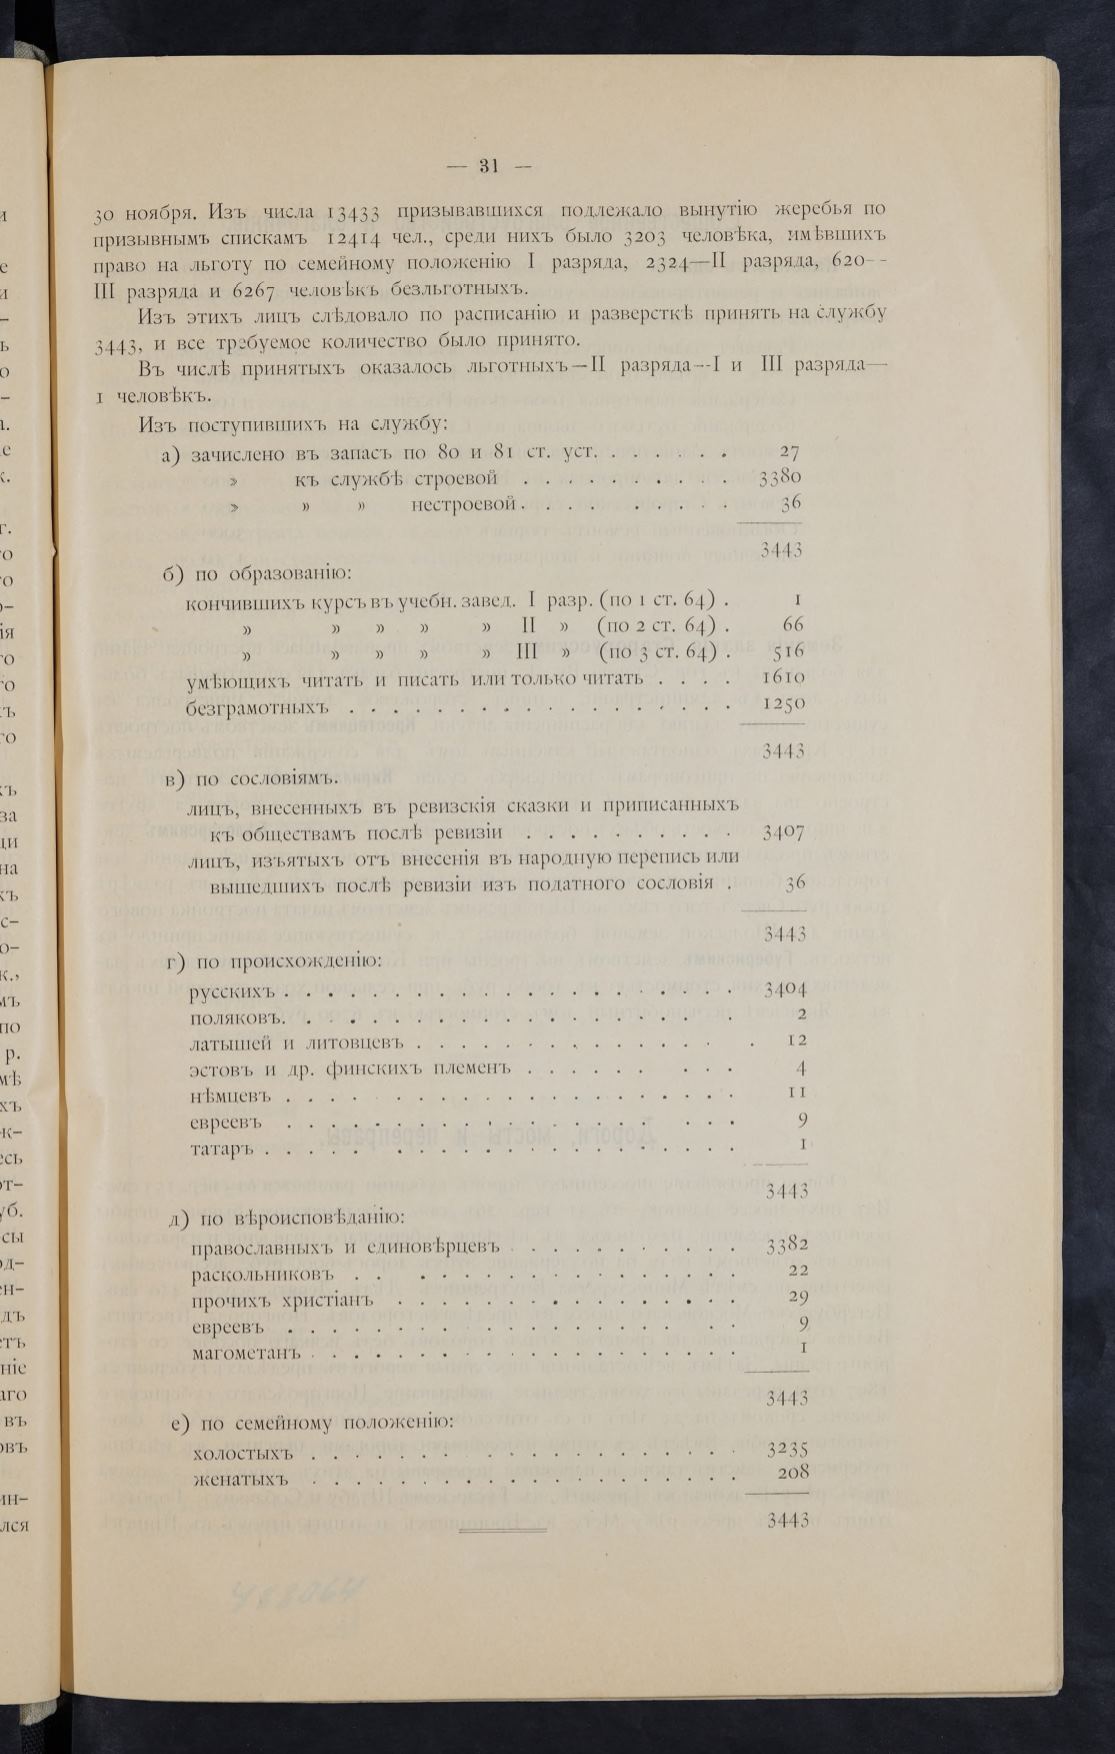 — 31 —
30 ноября. Изъ числа 13433 призывавшихся подлежало вынутію жеребья по
призывнымъ спискамъ 12414 чел., среди нихъ было 3203 человѣка, имѣвшихъ
право на льготу по семейному положенію I разряда, 2324—II разряда, 620—
III разряда и 6267 человѣкъ безльготныхъ.
Изъ этихъ лицъ слѣдовало по расписанію и разверсткѣ принять на службу
3443, и все требуемое количество было принято.
Въ числѣ принятыхъ оказалось льготныхъ—II разряда—I и III разряда—
1 человѣкъ.
Изъ поступившихъ на службу:
а) зачислено въ запасъ по 80 и 81 ст. уст. . . . . . . 27
» къ службѣ строевой . . . . . . . . . . 3380
» » » нестроевой . . . . . . . . . . 36
3443
б) по образованію:
кончившихъ курсъ въ учебн. завед. I разр. (по 1 ст. 64) . 1
» » » » » II » (по 2 ст. 64) . 66
» » » » » III » (по 3 ст. 64) . 516
умѣющихъ читать и писать или только читать . . . . 1610
безграмотныхъ . . . . . . . . . . . . . . . . . . 1250
3443
в) по сословіямъ.
лицъ, внесенныхъ въ ревизскія сказки и приписанныхъ
къ обществамъ послѣ ревизіи . . . . . . . . . . 3407
лицъ, изъятыхъ отъ внесенія въ народную перепись или
вышедшихъ послѣ ревизіи изъ податного сословія . 36
3443
г) по происхожденію:
русскихъ . . . . . . . . . . . . . . . . . . . . 3404
поляковъ. . . . . . . . . . . . . . . . . . . . 2
латышей и литовцевъ . . . . . . . . . . . . . . 12
эстовъ и др. финскихъ племенъ . . . . . . . . . 4
нѣмцевъ . . . . . . . . . . . . . . . . . . . . 11
евреевъ . . . . . . . . . . . . . . . . . . . . 9
татаръ . . . . . . . . . . . . . . . . . . . . . 1
3443
д) по вѣроисповѣданію:
православныхъ и единовѣрцевъ . . . . . . . . . . 3382
раскольниковъ . . . . . . . . . . . . . . . . . 22
прочихъ христіанъ . . . . . . . . . . . . . . . 29
евреевъ . . . . . . . . . . . . . . . . . . . . 9
магометанъ . . . . . . . . . . . . . . . . . . . 1
3443
е) по семейному положенію:
холостыхъ . . . . . . . . . . . . . . . . . . . 3235
женатыхъ . . . . . . . . . . . . . . . . . . . 208
3443